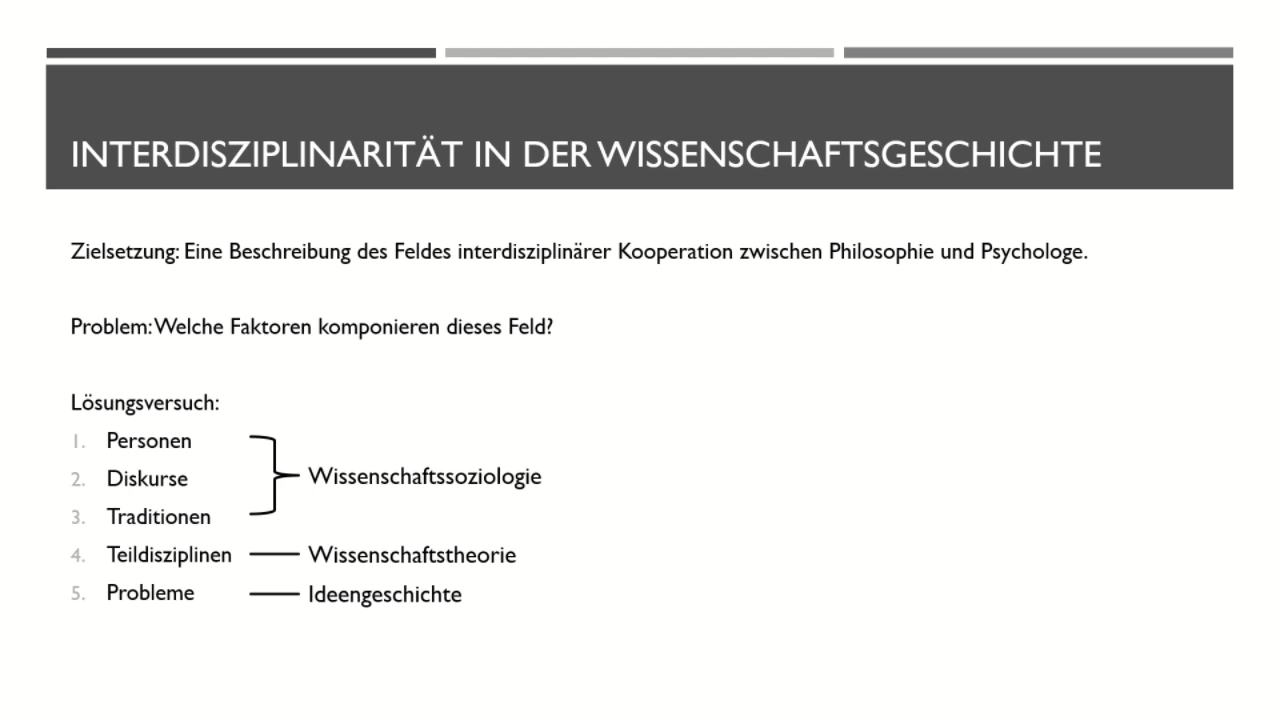 INTERDISZIPLINARITÄT IN DER WISSENSCHAFTSGESCHICHTE
Zielsetzung: Eine Beschreibung des Feldes interdisziplinärer Kooperation zwischen Philosophie und Psychologe.
Problem: Welche Faktoren komponieren dieses Feld?
Lösungsversuch:
1. Personen
2. Diskurse
3. Traditionen
Wissenschaftssoziologie
4. Teildisziplinen
Wissenschaftstheorie
5. Probleme
Ideengeschichte